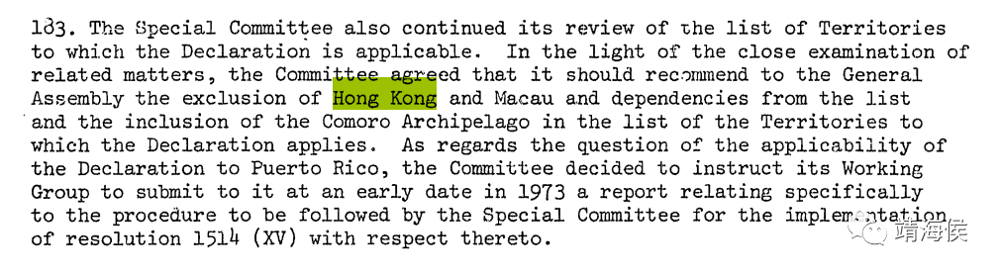 183. The Special Committee also continued its review of the list of Territories
to which the Declaration is applicable. In the light of the close examination of
related matters, the Committee agreed that it should recommend to the General
Assembly the exclusion of Hong Kong and Macau and dependencies from the list
and the inclusion of the Comoro Archipelago in the list of the Territories to
which the Declaration applies. As regards the question of the applicability of
the Declaration to Puerto Rico, the Committee decided to instruct its Working
Group to submit to it at an early date in 1973 a report relating specifically
to the procedure to be followed by the Special Committee for the implementation
of resolution 1514 (XV) with respect thereto.
靖海侯